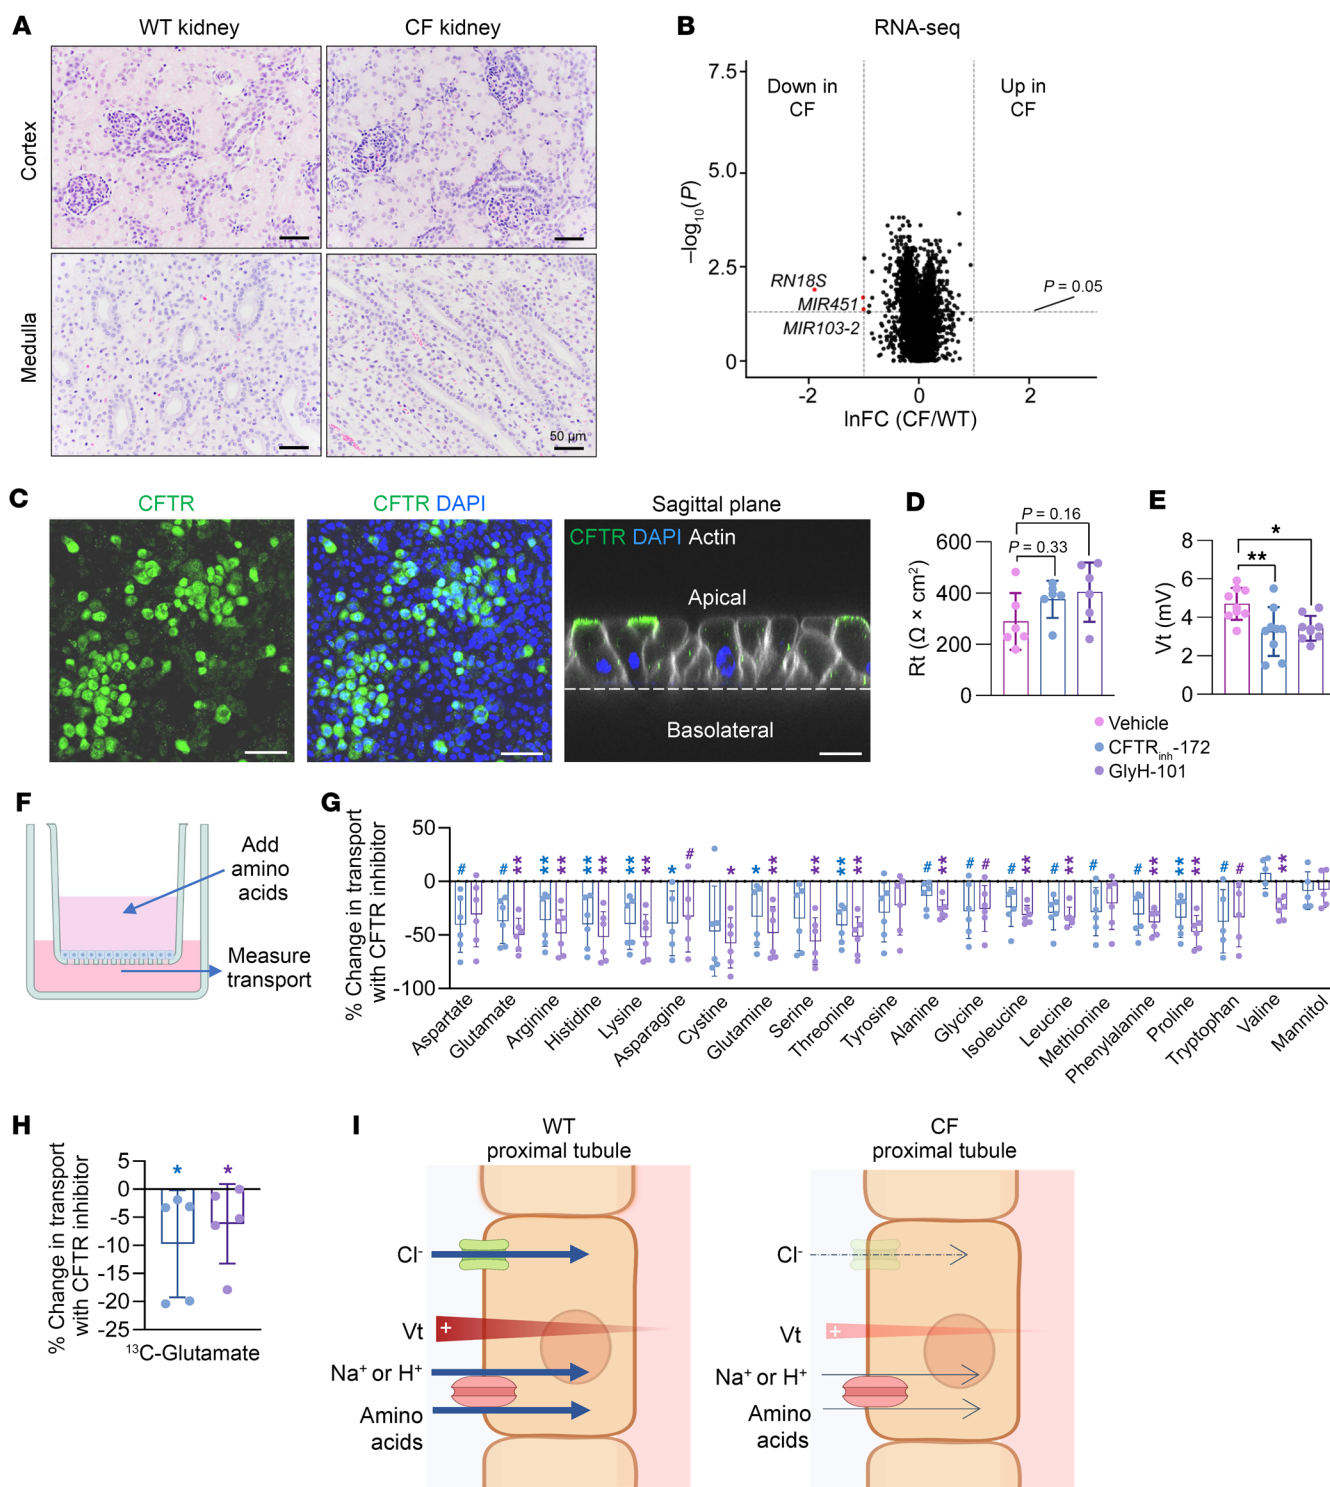 A
WT kidney
CF kidney
Cortex
Medulla
50 µm
B
RNA-seq
Down in
CF
Up in
CF
7.5
5.0
2.5
0
–log10(P)
RN18S
MIR451
MIR103-2
P = 0.05
-2
0
2
lnFC (CF/WT)
C
CFTR
CFTR DAPI
Sagittal plane
CFTR DAPI Actin
Apical
Basolateral
D
P = 0.16
P = 0.33
600
400
200
0
Rt (Ω × cm²)
E
*
**
8
6
4
2
0
Vt (mV)
Vehicle
CFTRinh-172
GlyH-101
F
Add
amino
acids
Measure
transport
G
% Change in transport
with CFTR inhibitor
50
0
-50
-100
# # ** ** ** ** ** ** ** * # * * ** ** ** ** # ** # # # ** # ** # ** ** ** # # **
Aspartate
Glutamate
Arginine
Histidine
Lysine
Asparagine
Cystine
Glutamine
Serine
Threonine
Tyrosine
Alanine
Glycine
Isoleucine
Leucine
Methionine
Phenylalanine
Proline
Tryptophan
Valine
Mannitol
H
% Change in transport
with CFTR inhibitor
* *
5
0
-5
-10
-15
-20
-25
¹³C-Glutamate
I
WT
proximal tubule
Cl⁻
Vt
+
Na⁺ or H⁺
Amino
acids
CF
proximal tubule
Cl⁻
Vt
+
Na⁺ or H⁺
Amino
acids